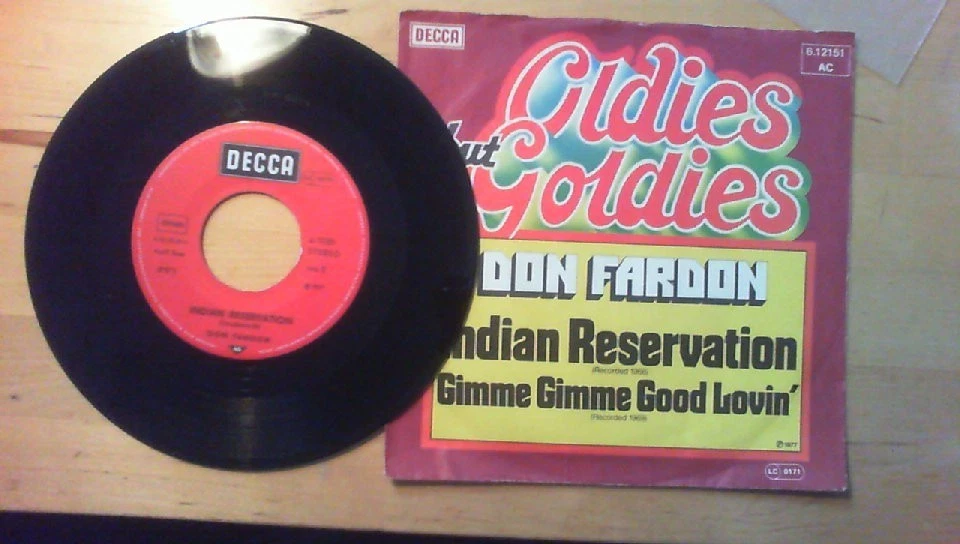 DECCA
INDIAN RESERVATION
DON FARDON
DECCA
6.12151
AC
Oldies
but
Goldies
DON FARDON
Indian Reservation
(Recorded 1968)
Gimme Gimme Good Lovin'
(Recorded 1969)
℗ 1977
LC 0171